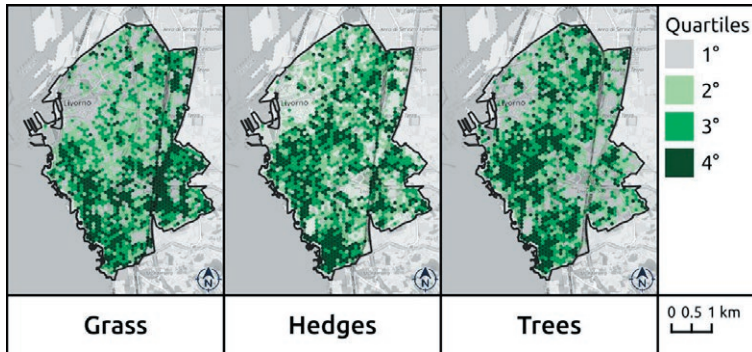 Quartiles
1°
2°
3°
4°
Livorno
Livorno
Livorno
N
N
N
Grass
Hedges
Trees
0 0.5 1 km